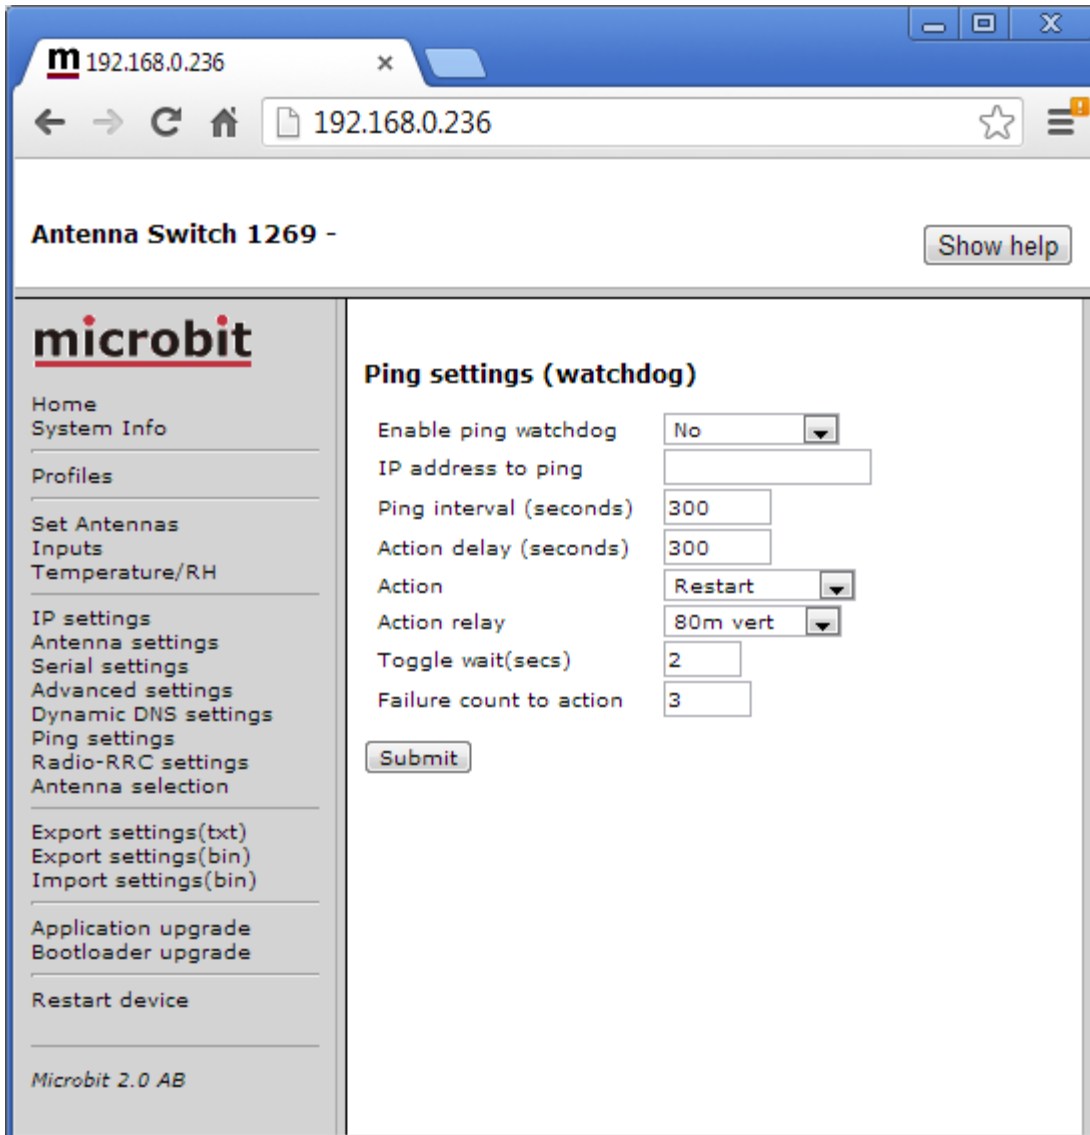 m 192.168.0.236 ×
192.168.0.236
Antenna Switch 1269 -
Show help
microbit
Home
System Info
Profiles
Set Antennas
Inputs
Temperature/RH
IP settings
Antenna settings
Serial settings
Advanced settings
Dynamic DNS settings
Ping settings
Radio-RRC settings
Antenna selection
Export settings(txt)
Export settings(bin)
Import settings(bin)
Application upgrade
Bootloader upgrade
Restart device
Microbit 2.0 AB
Ping settings (watchdog)
Enable ping watchdog No
IP address to ping
Ping interval (seconds) 300
Action delay (seconds) 300
Action Restart
Action relay 80m vert
Toggle wait(secs) 2
Failure count to action 3
Submit